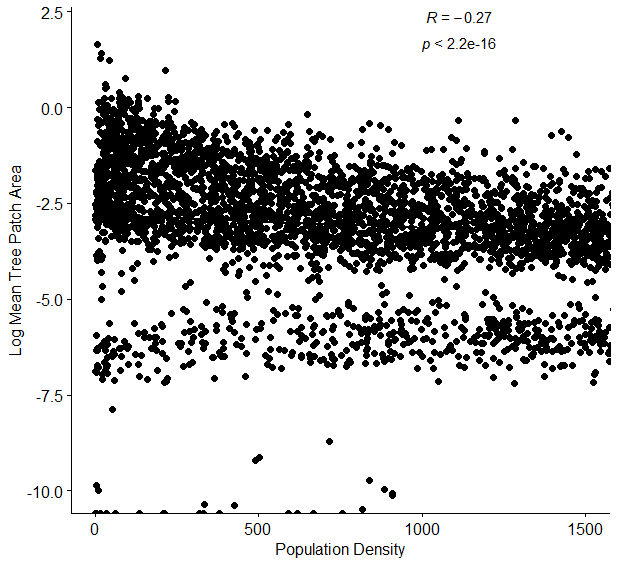 R = −0.27
p < 2.2e-16
2.5
0.0
-2.5
-5.0
-7.5
-10.0
Log Mean Tree Patch Area
0 500 1000 1500
Population Density